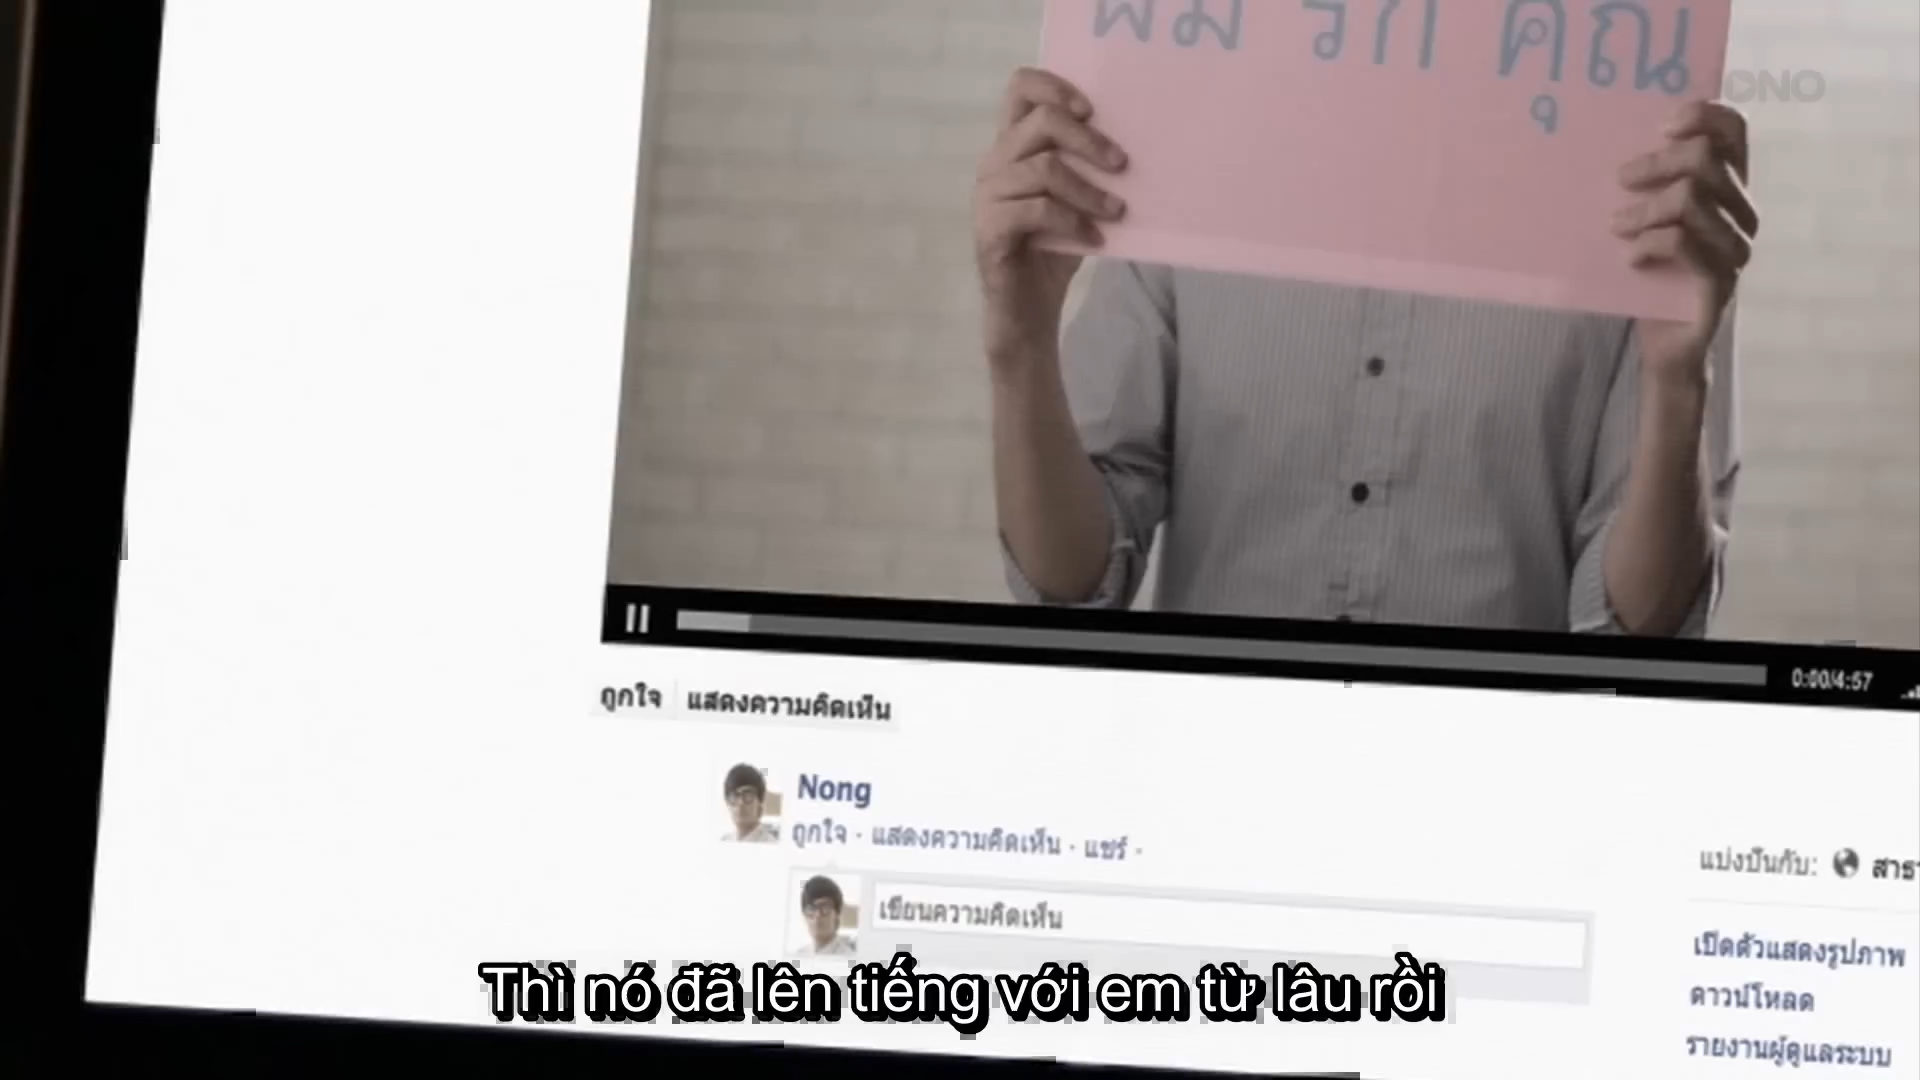 ผม รัก คุณ
ONO
0:00/4:57
ถูกใจ แสดงความคิดเห็น
Nong
ถูกใจ · แสดงความคิดเห็น · แชร์ ·
แบ่งปันกับ:
เขียนความคิดเห็น
เปิดตัวแสดงรูปภาพ
ดาวน์โหลด
รายงานผู้ดูแลระบบ
Thì nó đã lên tiếng với em từ lâu rồi